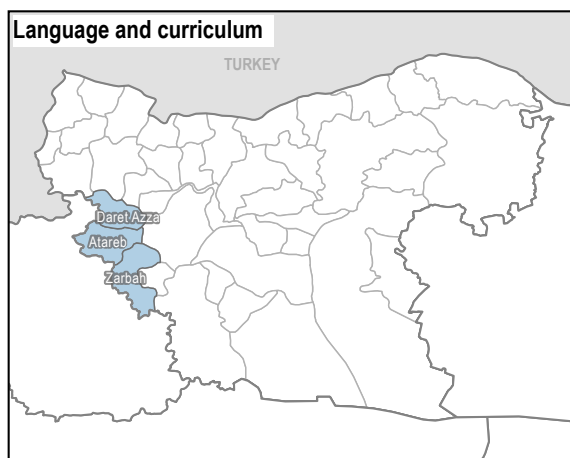 Language and curriculum
TURKEY
Daret Azza
Atareb
Zarbah